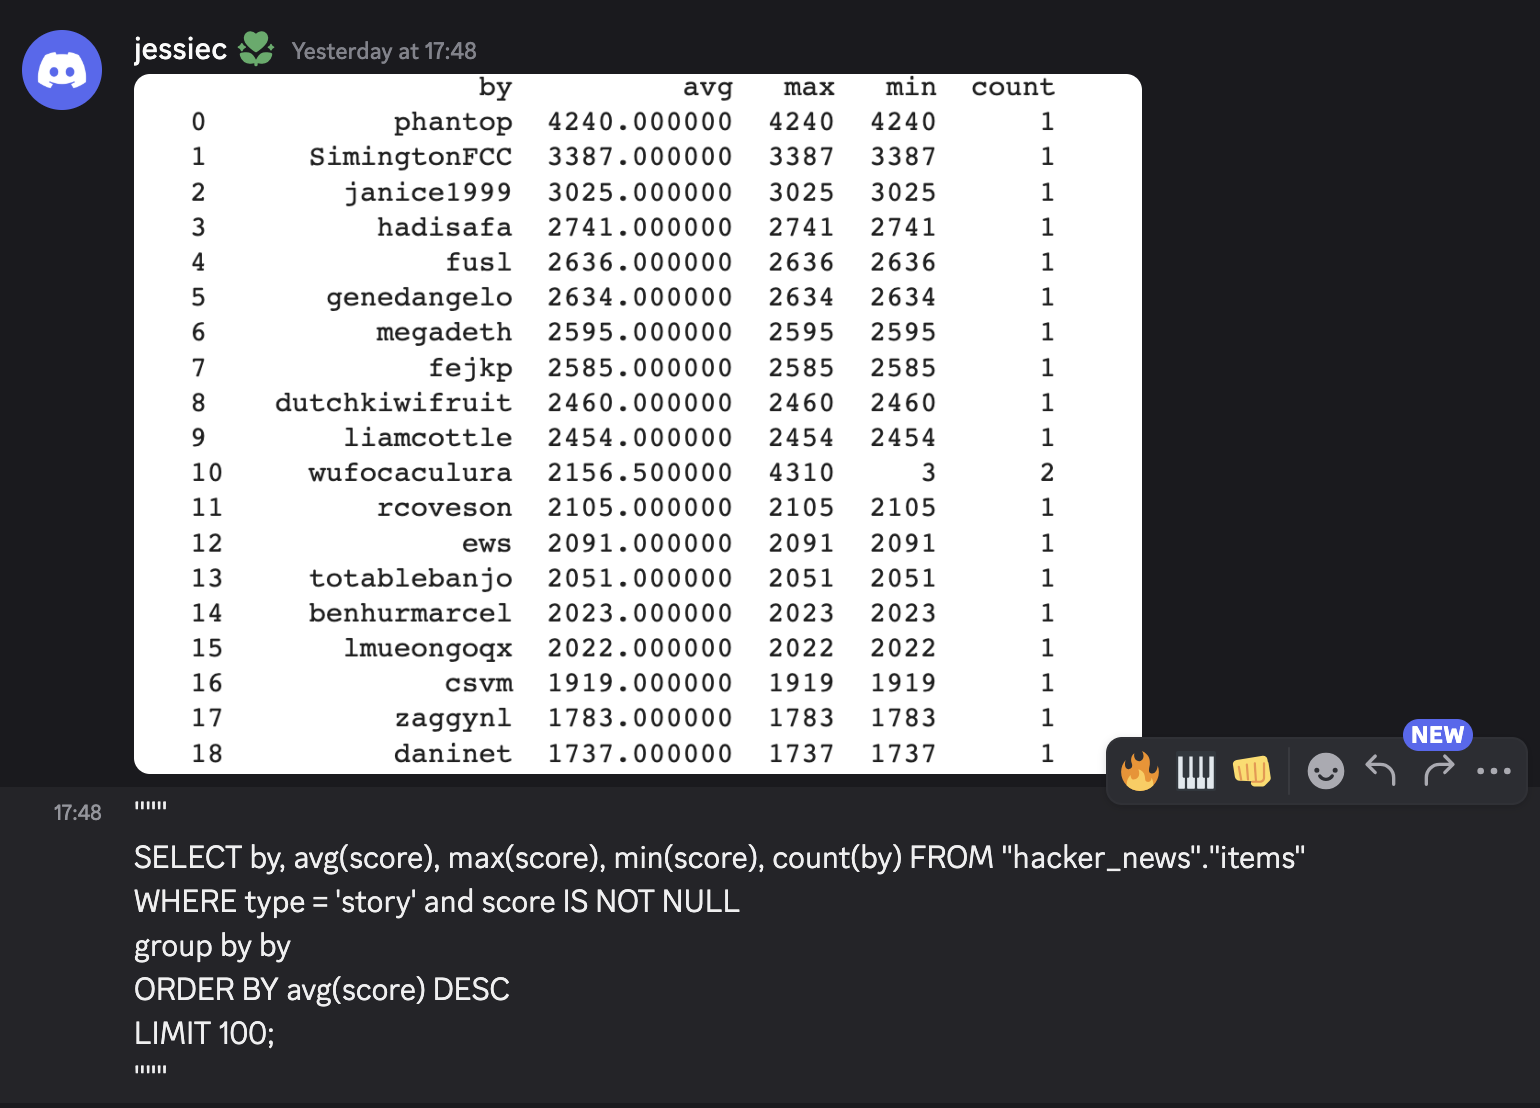 jessiec Yesterday at 17:48
by avg max min count
0 phantop 4240.000000 4240 4240 1
1 SimingtonFCC 3387.000000 3387 3387 1
2 janice1999 3025.000000 3025 3025 1
3 hadisafa 2741.000000 2741 2741 1
4 fusl 2636.000000 2636 2636 1
5 genedangelo 2634.000000 2634 2634 1
6 megadeth 2595.000000 2595 2595 1
7 fejkp 2585.000000 2585 2585 1
8 dutchkiwifruit 2460.000000 2460 2460 1
9 liamcottle 2454.000000 2454 2454 1
10 wufocaculura 2156.500000 4310 3 2
11 rcoveson 2105.000000 2105 2105 1
12 ews 2091.000000 2091 2091 1
13 totablebanjo 2051.000000 2051 2051 1
14 benhurmarcel 2023.000000 2023 2023 1
15 lmueongoqx 2022.000000 2022 2022 1
16 csvm 1919.000000 1919 1919 1
17 zaggynl 1783.000000 1783 1783 1
18 daninet 1737.000000 1737 1737 1
NEW
17:48 """
SELECT by, avg(score), max(score), min(score), count(by) FROM "hacker_news"."items"
WHERE type = 'story' and score IS NOT NULL
group by by
ORDER BY avg(score) DESC
LIMIT 100;
"""